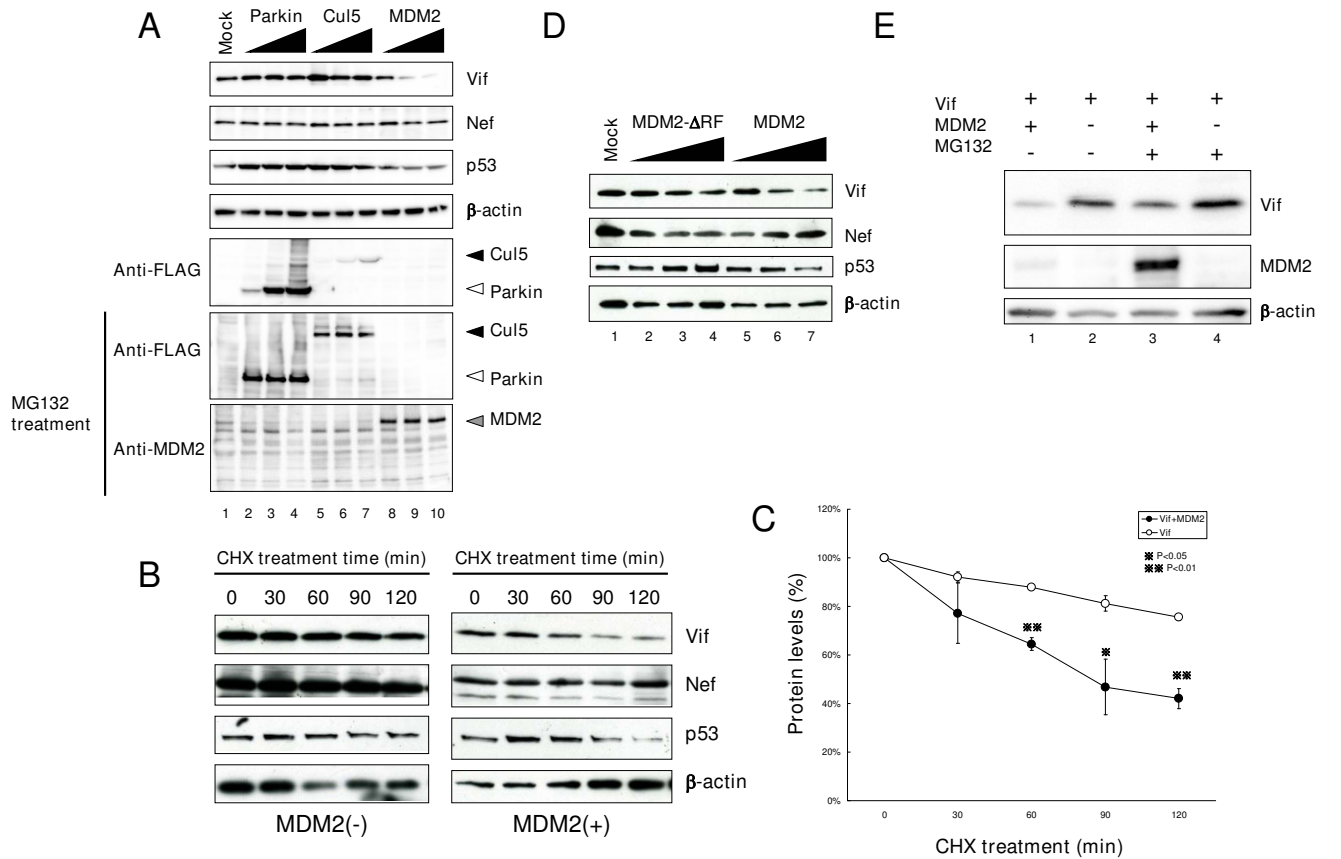 A
Mock
Parkin Cul5 MDM2
Vif
Nef
p53
β-actin
Anti-FLAG
Cul5
Parkin
MG132
treatment
Anti-FLAG
Cul5
Parkin
Anti-MDM2
MDM2
1 2 3 4 5 6 7 8 9 10
B
CHX treatment time (min) CHX treatment time (min)
0 30 60 90 120 0 30 60 90 120
Vif
Nef
p53
β-actin
MDM2(-) MDM2(+)
D
Mock
MDM2-ΔRF MDM2
Vif
Nef
p53
β-actin
1 2 3 4 5 6 7
E
Vif + + + +
MDM2 + - + -
MG132 - - + +
Vif
MDM2
β-actin
1 2 3 4
C
Protein levels (%)
120%
100%
80%
60%
40%
20%
0%
Vif+MDM2
Vif
※ P<0.05
※※ P<0.01
※※
※
※※
0 30 60 90 120
CHX treatment (min)